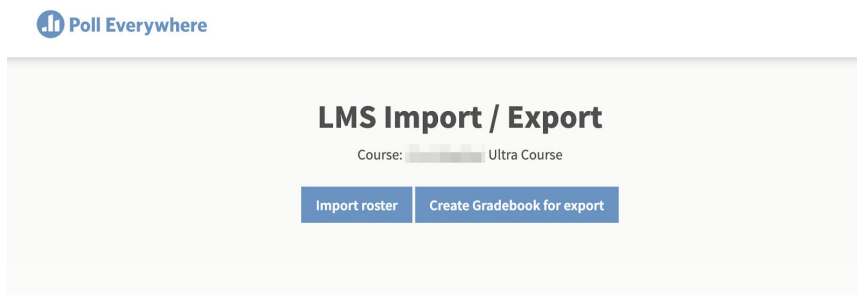 Poll Everywhere
LMS Import / Export
Course: Ultra Course
Import roster Create Gradebook for export